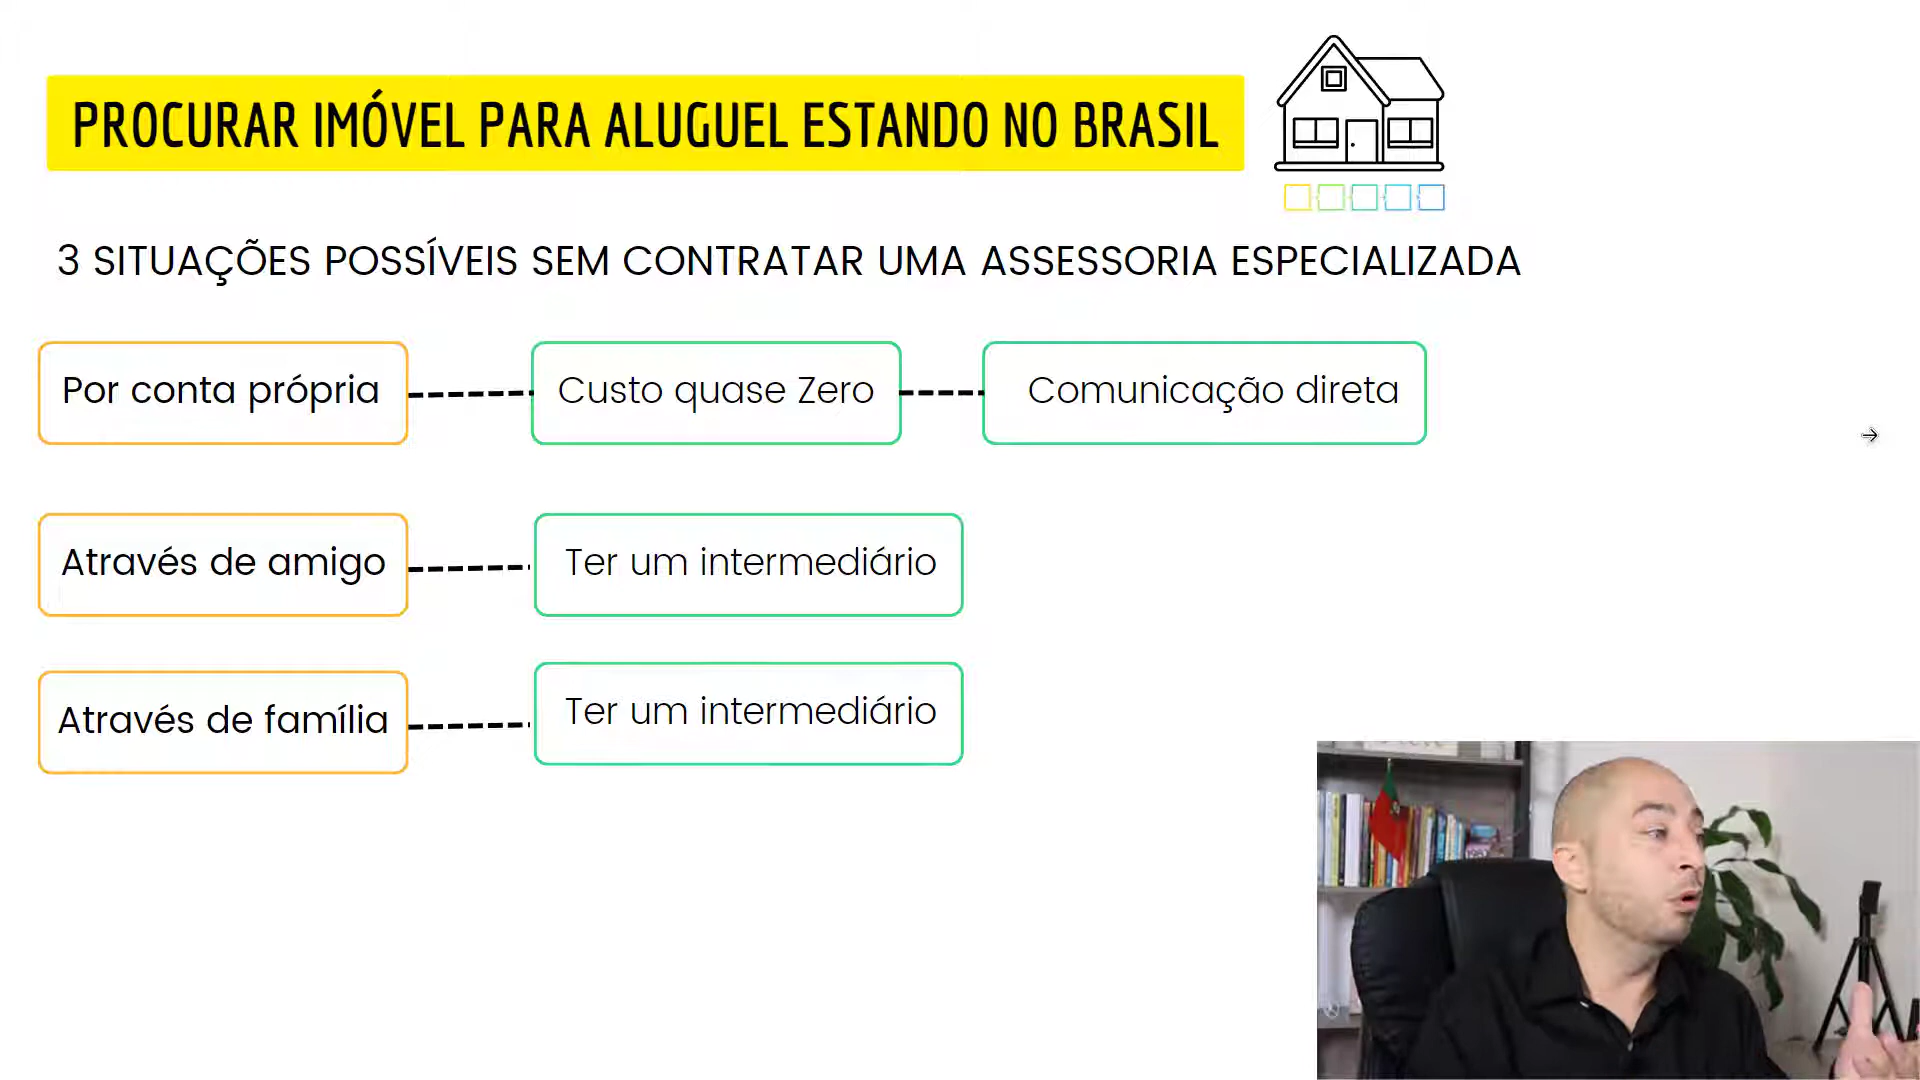 PROCURAR IMÓVEL PARA ALUGUEL ESTANDO NO BRASIL
3 SITUAÇÕES POSSÍVEIS SEM CONTRATAR UMA ASSESSORIA ESPECIALIZADA
Por conta própria
Custo quase Zero
Comunicação direta
Através de amigo
Ter um intermediário
Através de família
Ter um intermediário